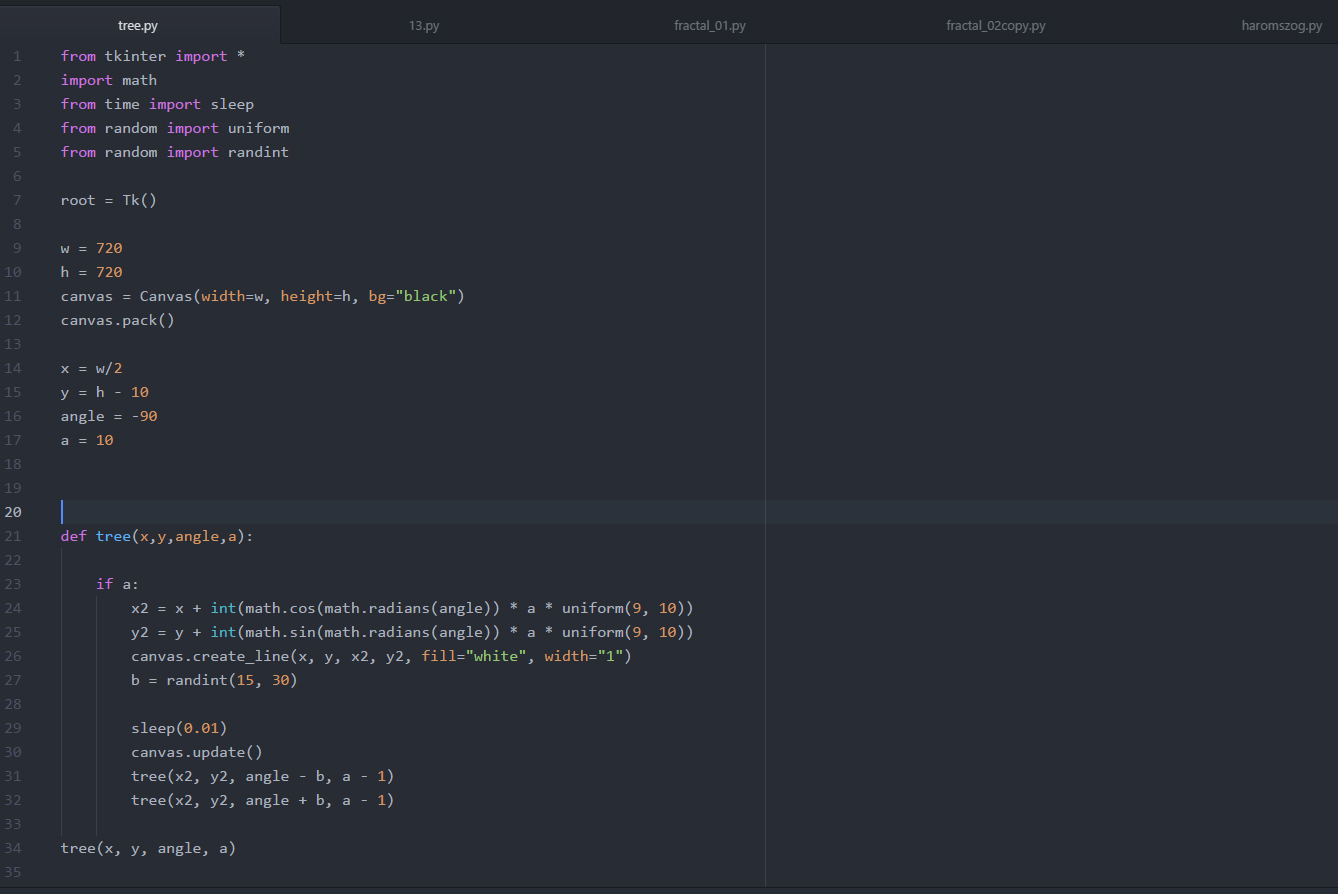 tree.py 13.py fractal_01.py fractal_02copy.py haromszog.py
1 from tkinter import *
2 import math
3 from time import sleep
4 from random import uniform
5 from random import randint
6
7 root = Tk()
8
9 w = 720
10 h = 720
11 canvas = Canvas(width=w, height=h, bg="black")
12 canvas.pack()
13
14 x = w/2
15 y = h - 10
16 angle = -90
17 a = 10
18
19
20
21 def tree(x,y,angle,a):
22
23     if a:
24         x2 = x + int(math.cos(math.radians(angle)) * a * uniform(9, 10))
25         y2 = y + int(math.sin(math.radians(angle)) * a * uniform(9, 10))
26         canvas.create_line(x, y, x2, y2, fill="white", width="1")
27         b = randint(15, 30)
28
29         sleep(0.01)
30         canvas.update()
31         tree(x2, y2, angle - b, a - 1)
32         tree(x2, y2, angle + b, a - 1)
33
34 tree(x, y, angle, a)
35